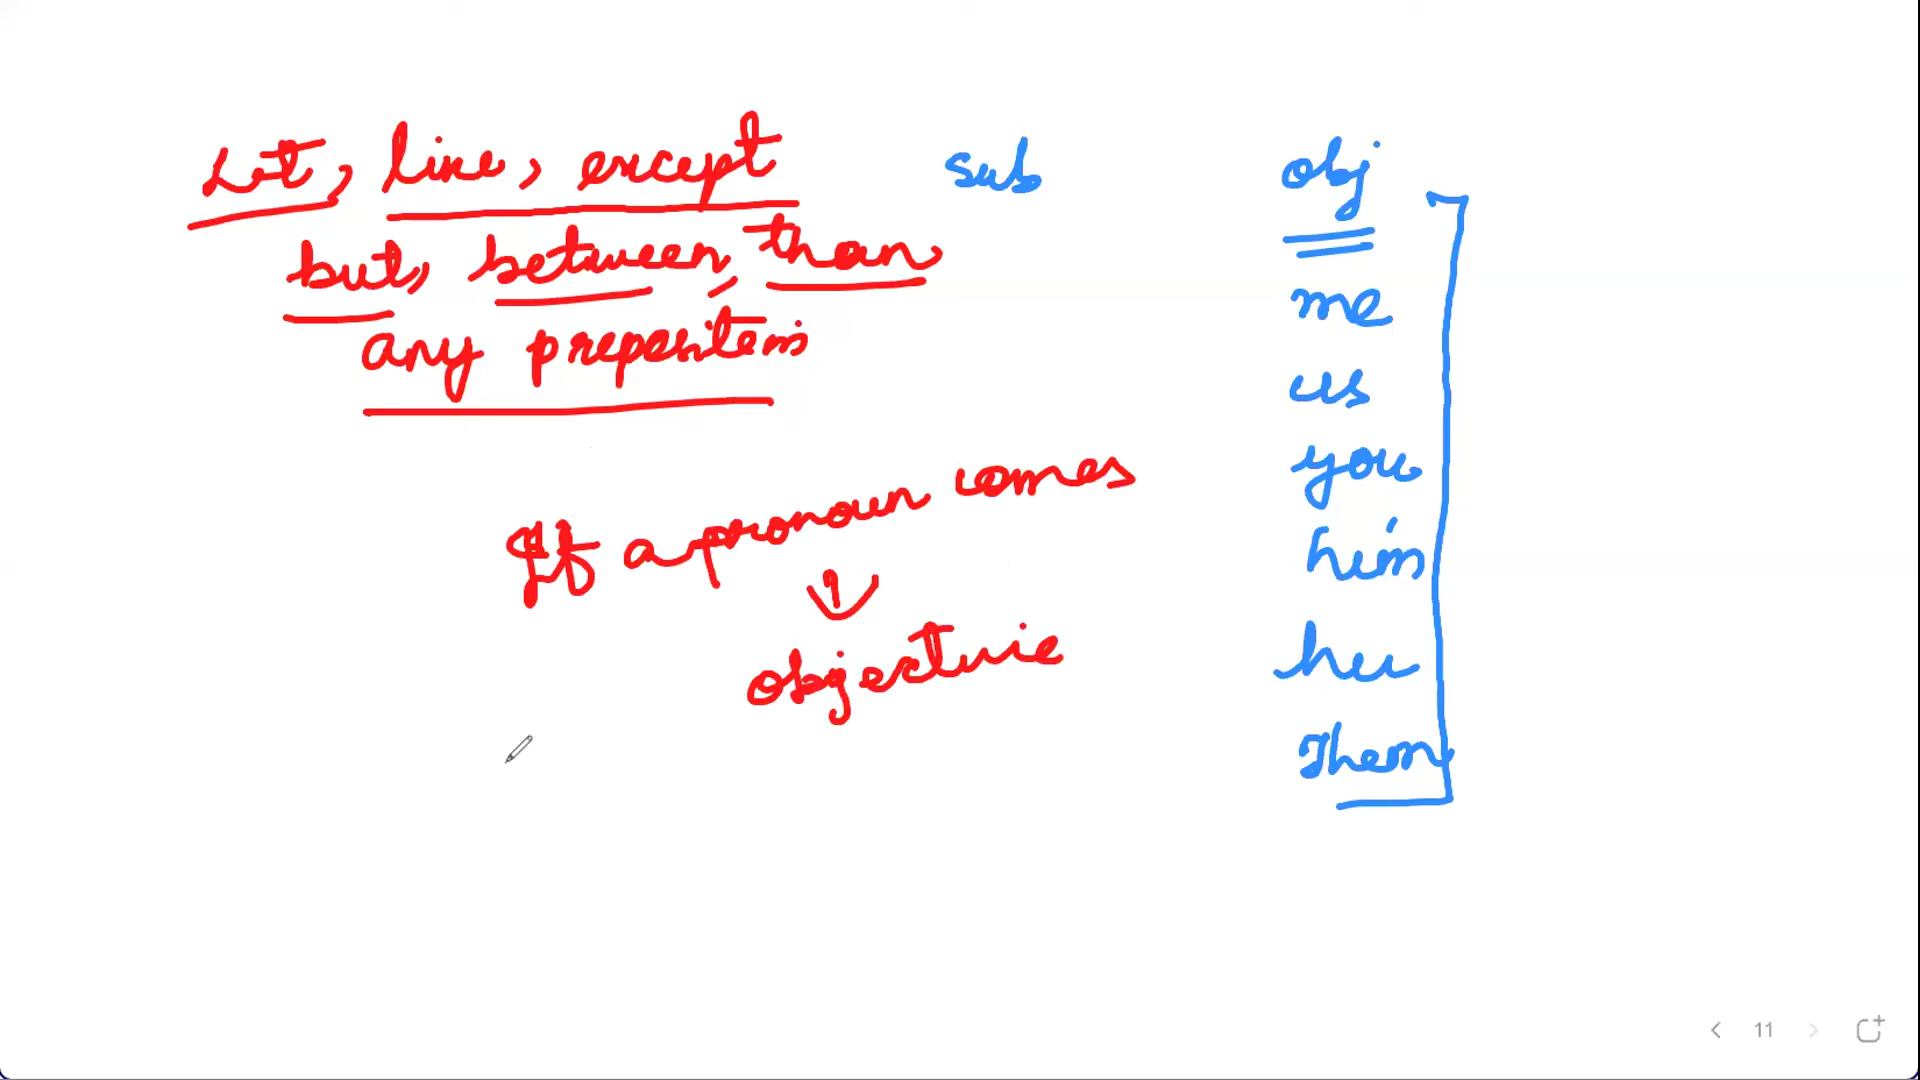 Let, like, except
but, between, than
any prepositions
If a pronoun comes
objective
sub
obj
me
us
you
him
her
Them
11